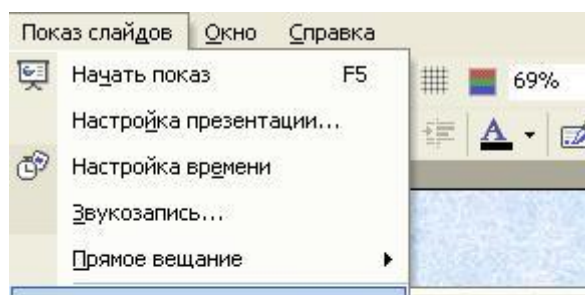 Показ слайдов Окно Справка
Начать показ F5
69%
Настройка презентации...
A
Настройка времени
Звукозапись...
Прямое вещание